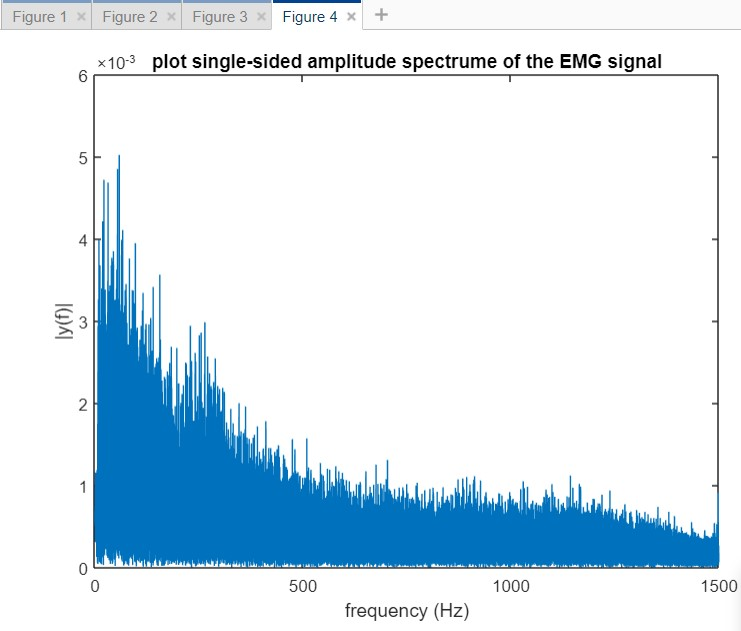 Figure 1 × Figure 2 × Figure 3 × Figure 4 × +
×10-3 plot single-sided amplitude spectrume of the EMG signal
6
5
4
3
2
1
0
|y(f)|
0 500 1000 1500
frequency (Hz)